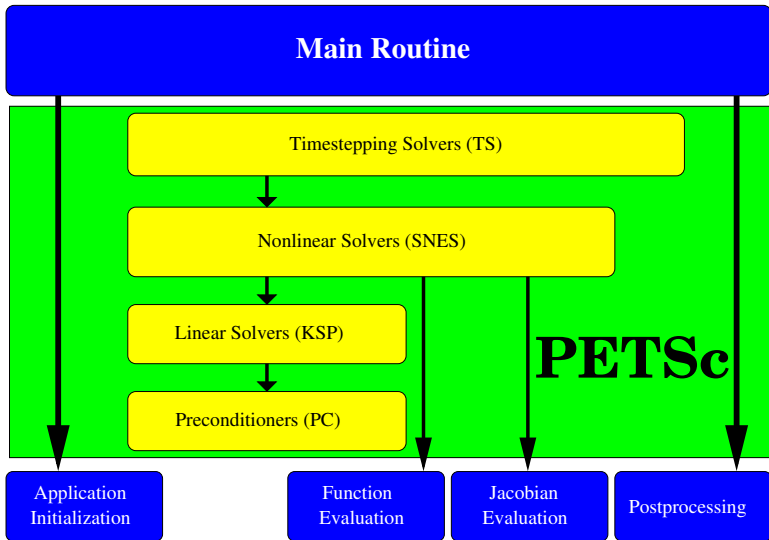 Main Routine
Timestepping Solvers (TS)
Nonlinear Solvers (SNES)
Linear Solvers (KSP)
PETSc
Preconditioners (PC)
Application
Initialization
Function
Evaluation
Jacobian
Evaluation
Postprocessing